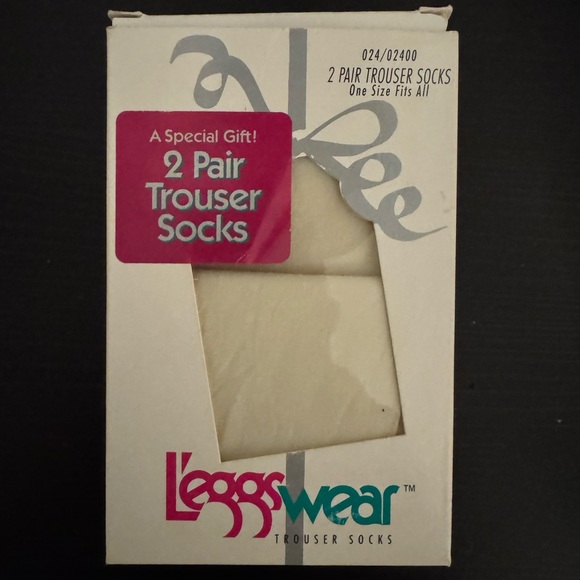 024/02400
2 PAIR TROUSER SOCKS
One Size Fits All
Free
A Special Gift!
2 Pair
Trouser
Socks
L'eggswear™
TROUSER SOCKS